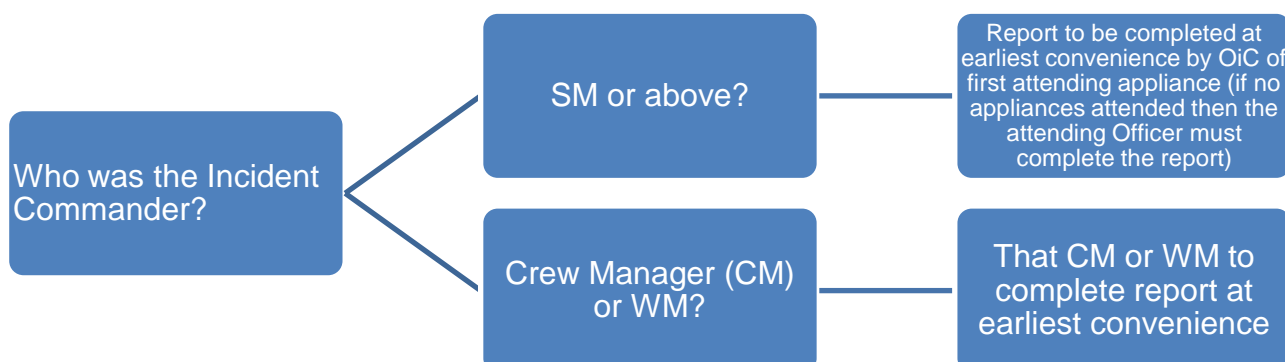 Who was the Incident
Commander?
SM or above?
Report to be completed at
earliest convenience by OiC of
first attending appliance (if no
appliances attended then the
attending Officer must
complete the report)
Crew Manager (CM)
or WM?
That CM or WM to
complete report at
earliest convenience